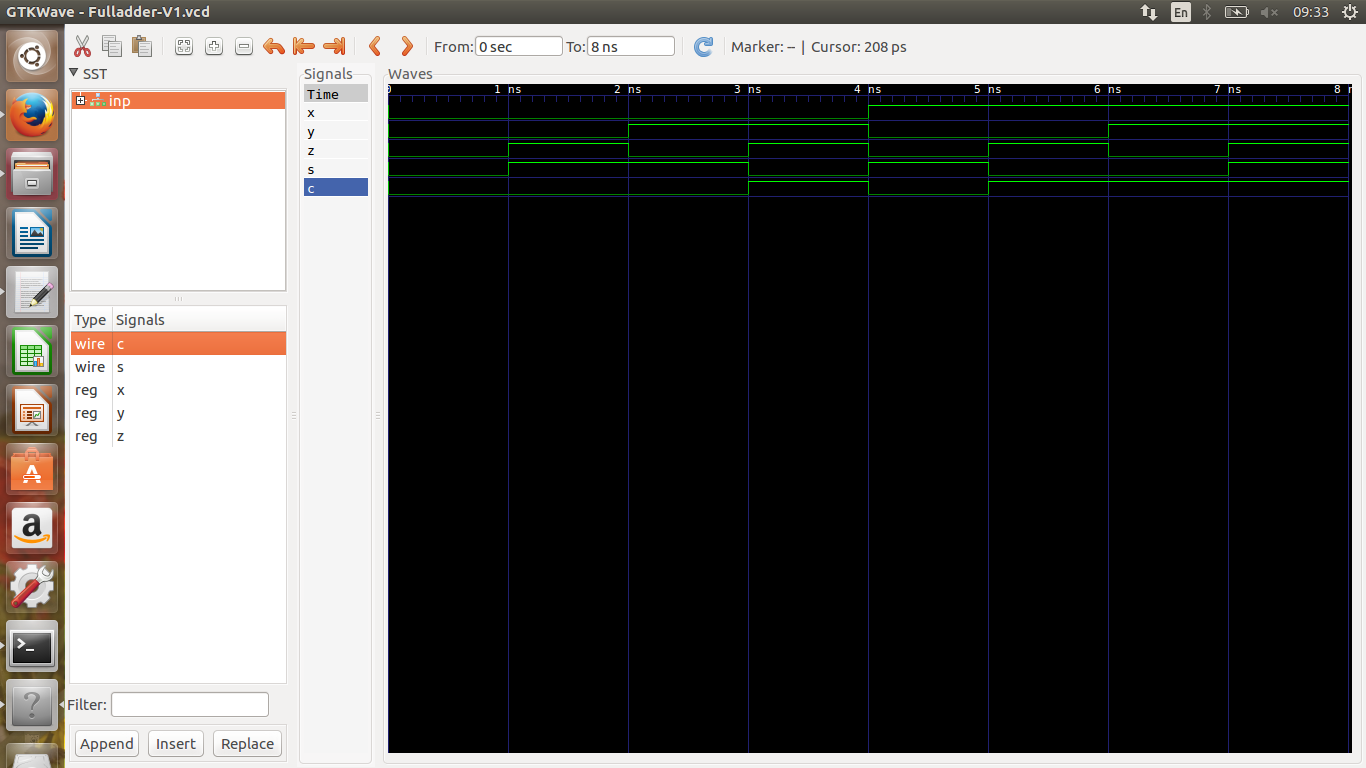 GTKWave - Fulladder-V1.vcd
En
09:33
From: 0 sec To: 8 ns Marker: -- | Cursor: 208 ps
SST
inp
Type Signals
wire c
wire s
reg x
reg y
reg z
Filter:
Append Insert Replace
Signals
Time
x
y
z
s
c
Waves
0 1 ns 2 ns 3 ns 4 ns 5 ns 6 ns 7 ns 8 n